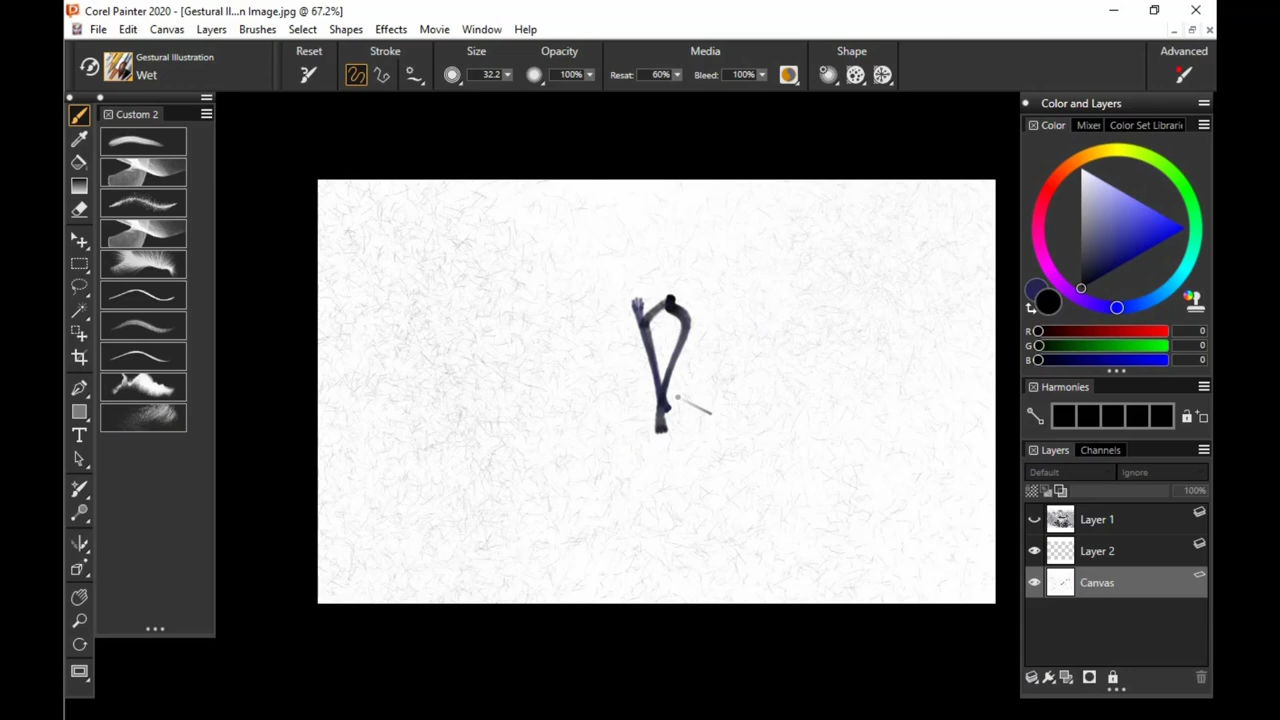 Corel Painter 2020 - [Gestural Il...n Image.jpg @ 67.2%]
File Edit Canvas Layers Brushes Select Shapes Effects Movie Window Help
Gestural Illustration
Wet
Reset Stroke Size Opacity Media Shape Advanced
32.2 100% Resat: 60% Bleed: 100%
Custom 2
Color and Layers
Color Mixer Color Set Librari
R 0
G 0
B 0
Harmonies
Layers Channels
Default Ignore
100%
Layer 1
Layer 2
Canvas